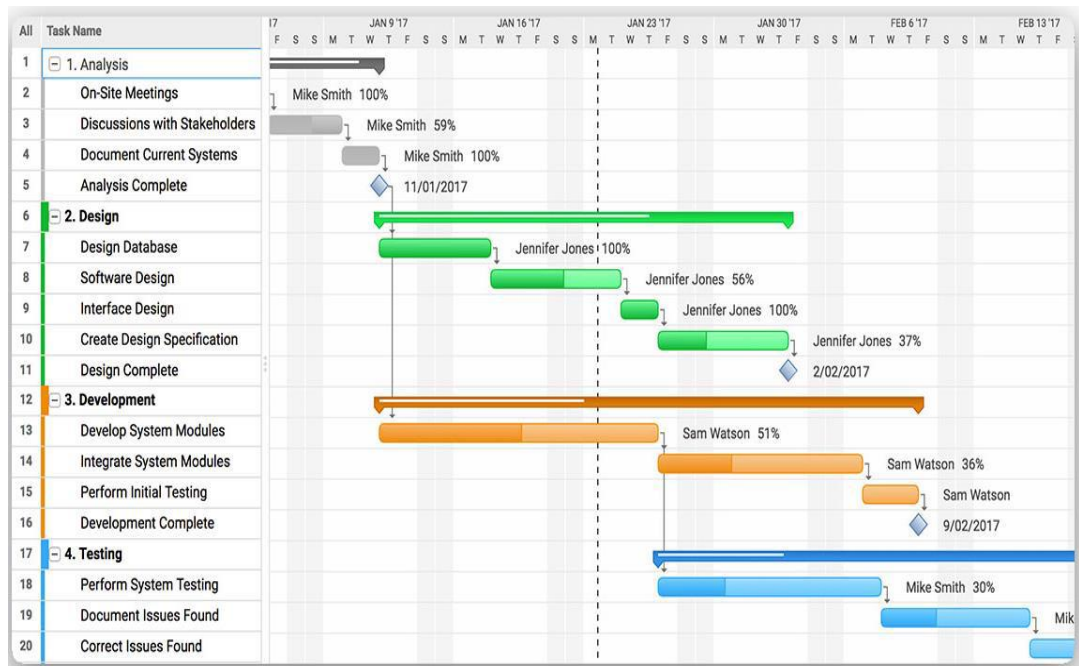 17 JAN 9 '17 JAN 16 '17 JAN 23 '17 JAN 30 '17 FEB 6 '17 FEB 13 '17
All Task Name F S S M T W T F S S M T W T F S S M T W T F S S M T W T F S S M T W T F S S M T W T F
1 1. Analysis
2 On-Site Meetings Mike Smith 100%
3 Discussions with Stakeholders Mike Smith 59%
4 Document Current Systems Mike Smith 100%
5 Analysis Complete 11/01/2017
6 2. Design
7 Design Database Jennifer Jones 100%
8 Software Design Jennifer Jones 56%
9 Interface Design Jennifer Jones 100%
10 Create Design Specification Jennifer Jones 37%
11 Design Complete 2/02/2017
12 3. Development
13 Develop System Modules Sam Watson 51%
14 Integrate System Modules Sam Watson 36%
15 Perform Initial Testing Sam Watson
16 Development Complete 9/02/2017
17 4. Testing
18 Perform System Testing Mike Smith 30%
19 Document Issues Found Mik
20 Correct Issues Found